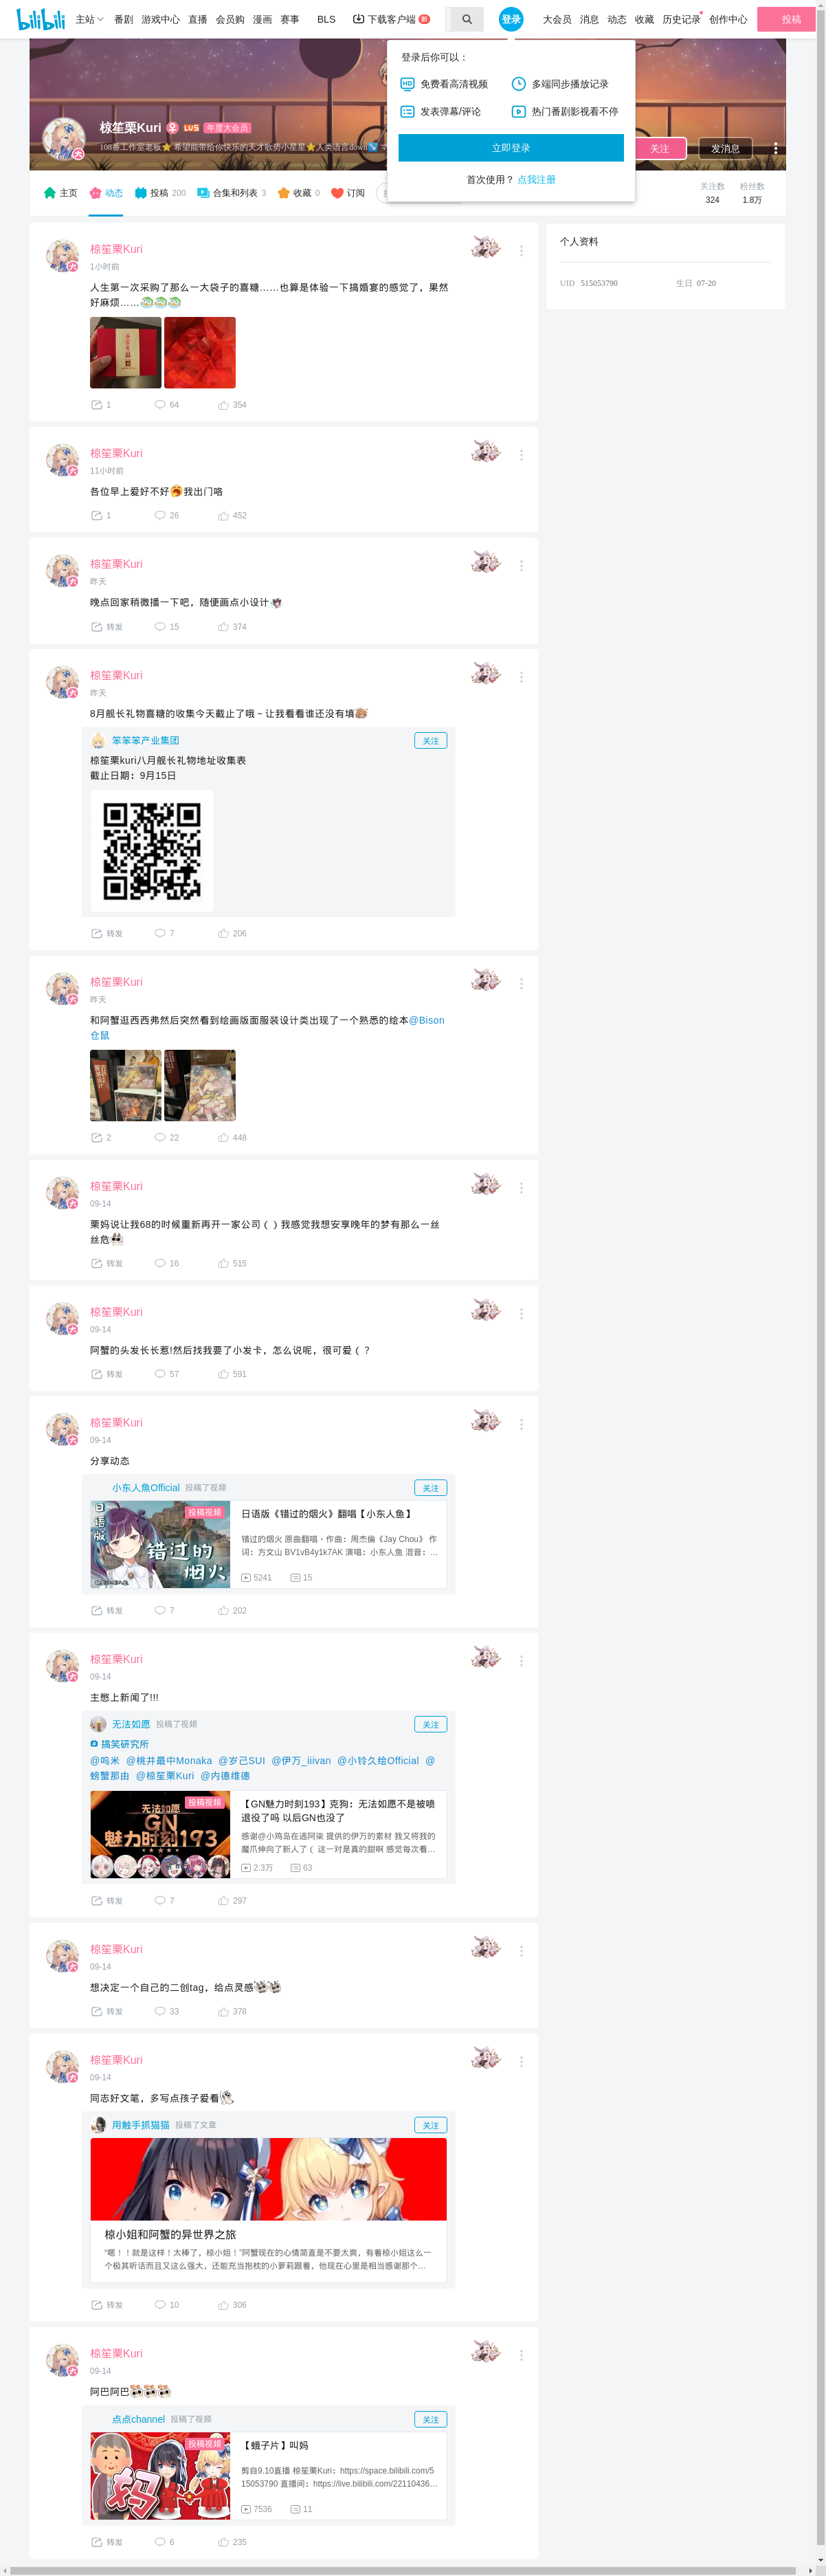 bilibili 主站 番剧 游戏中心 直播 会员购 漫画 赛事 BLS 下载客户端 登录 大会员 消息 动态 收藏 历史记录 创作中心 投稿
登录后你可以：
免费看高清视频 多端同步播放记录
发表弹幕/评论 热门番剧影视看不停
立即登录
首次使用？ 点我注册
椋笙栗Kuri LV5 年度大会员
108番工作室老板⭐ 希望能带给你快乐的天才歌势小星星⭐人类语言down↘️
关注 发消息
主页 动态 投稿 200 合集和列表 3 收藏 0 订阅
关注数 粉丝数
324 1.8万
个人资料
UID 515053790 生日 07-20
椋笙栗Kuri
1小时前
人生第一次采购了那么一大袋子的喜糖……也算是体验一下搞婚宴的感觉了，果然
好麻烦……
1 64 354
椋笙栗Kuri
11小时前
各位早上爱好不好我出门咯
1 26 452
椋笙栗Kuri
昨天
晚点回家稍微播一下吧，随便画点小设计
转发 15 374
椋笙栗Kuri
昨天
8月舰长礼物喜糖的收集今天截止了哦～让我看看谁还没有填
笨笨笨产业集团 关注
椋笙栗kuri八月舰长礼物地址收集表
截止日期：9月15日
转发 7 206
椋笙栗Kuri
昨天
和阿蟹逛西西弗然后突然看到绘画版面服装设计类出现了一个熟悉的绘本@Bison
仓鼠
2 22 448
椋笙栗Kuri
09-14
栗妈说让我68的时候重新再开一家公司（）我感觉我想安享晚年的梦有那么一丝
丝危
转发 16 515
椋笙栗Kuri
09-14
阿蟹的头发长长惹!然后找我要了小发卡，怎么说呢，很可爱（？
转发 57 591
椋笙栗Kuri
09-14
分享动态
小东人魚Official 投稿了视频 关注
投稿视频
日语版
错过的
烟火
日语版《错过的烟火》翻唱【小东人鱼】
错过的烟火 原曲翻唱・作曲：周杰倫《Jay Chou》 作
词：方文山 BV1vB4y1k7AK 演唱：小东人鱼 混音：...
5241 15
转发 7 202
椋笙栗Kuri
09-14
主憋上新闻了!!!
无法如愿 投稿了视频 关注
搞笑研究所
@呜米 @桃井最中Monaka @岁己SUI @伊万_iiivan @小铃久绘Official @
螃蟹那由 @椋笙栗Kuri @内德维德
投稿视频
无法如愿
GN
魅力时刻193
【GN魅力时刻193】克狗：无法如愿不是被喷
退役了吗 以后GN也没了
感谢@小鸡岛在逃阿柒 提供的伊万的素材 我又将我的
魔爪伸向了新人了（ 这一对是真的甜啊 感觉每次看...
2.3万 63
转发 7 297
椋笙栗Kuri
09-14
想决定一个自己的二创tag，给点灵感
转发 33 378
椋笙栗Kuri
09-14
同志好文笔，多写点孩子爱看
用触手抓猫猫 投稿了文章 关注
椋小姐和阿蟹的异世界之旅
“嗯！！就是这样！太棒了，椋小姐！”阿蟹现在的心情简直是不要太爽，有着椋小姐这么一
个极其听话而且又这么强大，还能充当抱枕的小萝莉跟着，他现在心里是相当感谢那个...
转发 10 306
椋笙栗Kuri
09-14
阿巴阿巴
点点channel 投稿了视频 关注
投稿视频
妈
【蛾子片】叫妈
剪自9.10直播 椋笙栗Kuri：https://space.bilibili.com/5
15053790 直播间：https://live.bilibili.com/22110436...
7536 11
转发 6 235